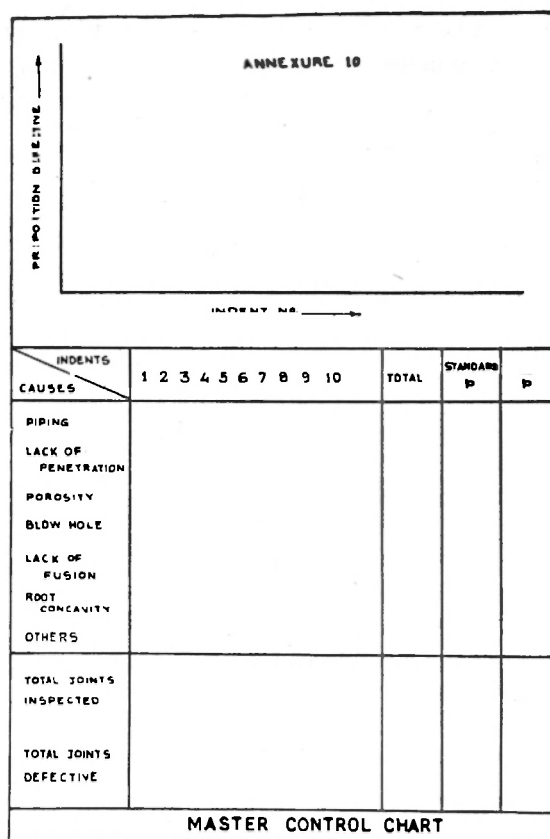 ANNEXURE 10
PROPOTION DEFECTIVE
INDENT NO.
INDENTS
CAUSES
1 2 3 4 5 6 7 8 9 10
TOTAL
STANDARD
p
p
PIPING
LACK OF
PENETRATION
POROSITY
BLOW HOLE
LACK OF
FUSION
ROOT
CONCAVITY
OTHERS
TOTAL JOINTS
INSPECTED
TOTAL JOINTS
DEFECTIVE
MASTER CONTROL CHART